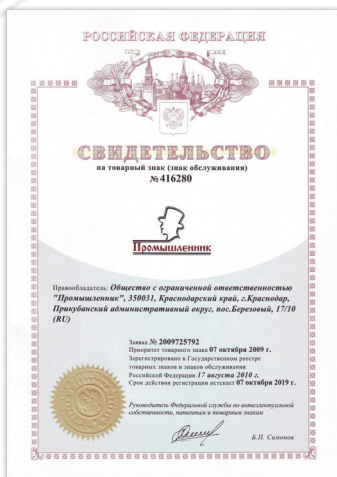 РОССИЙСКАЯ ФЕДЕРАЦИЯ
СВИДЕТЕЛЬСТВО
на товарный знак (знак обслуживания)
№ 416280
Промышленник
Правообладатель: Общество с ограниченной ответственностью
"Промышленник", 350031, Краснодарский край, г.Краснодар,
Прикубанский административный округ, пос.Березовый, 17/10
(RU)
Заявка № 2009725792
Приоритет товарного знака 07 октября 2009 г.
Зарегистрировано в Государственном реестре
товарных знаков и знаков обслуживания
Российской Федерации 17 августа 2010 г.
Срок действия регистрации истекает 07 октября 2019 г.
Руководитель Федеральной службы по интеллектуальной
собственности, патентам и товарным знакам
Б.П. Симонов